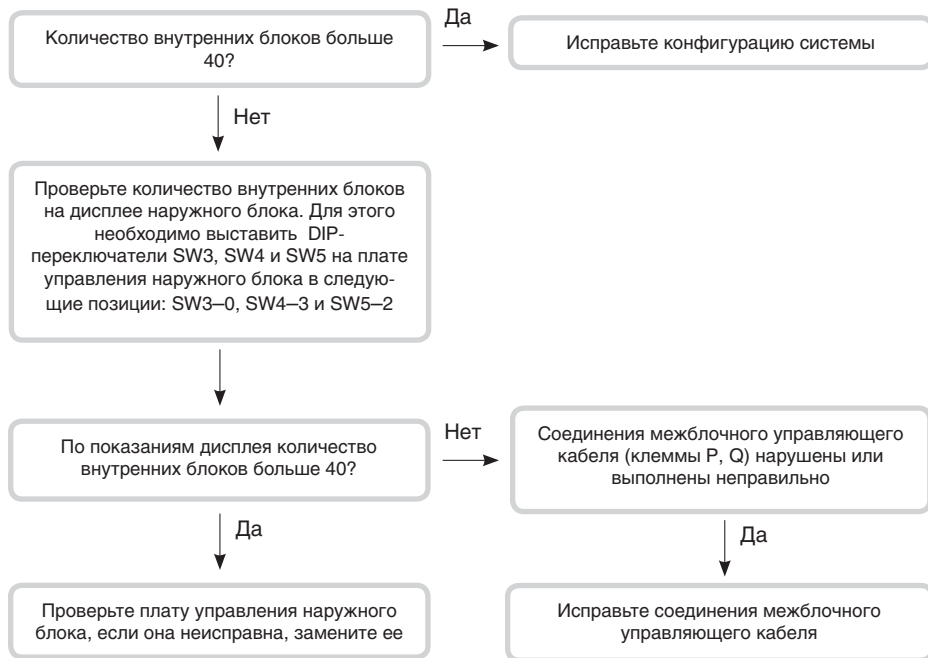 Количество внутренних блоков больше
40?
Да
Исправьте конфигурацию системы
Нет
Проверьте количество внутренних блоков
на дисплее наружного блока. Для этого
необходимо выставить DIP-
переключатели SW3, SW4 и SW5 на плате
управления наружного блока в следую-
щие позиции: SW3–0, SW4–3 и SW5–2
По показаниям дисплея количество
внутренних блоков больше 40?
Нет
Соединения межблочного управляющего
кабеля (клеммы P, Q) нарушены или
выполнены неправильно
Да
Да
Проверьте плату управления наружного
блока, если она неисправна, замените ее
Исправьте соединения межблочного
управляющего кабеля